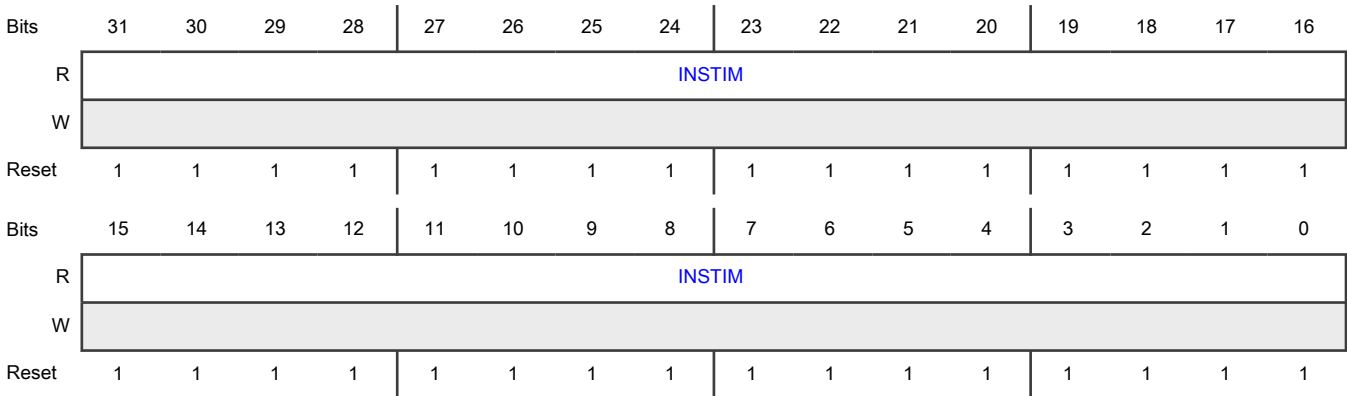 Bits 31 30 29 28 27 26 25 24 23 22 21 20 19 18 17 16
R INSTIM
W
Reset 1 1 1 1 1 1 1 1 1 1 1 1 1 1 1 1
Bits 15 14 13 12 11 10 9 8 7 6 5 4 3 2 1 0
R INSTIM
W
Reset 1 1 1 1 1 1 1 1 1 1 1 1 1 1 1 1